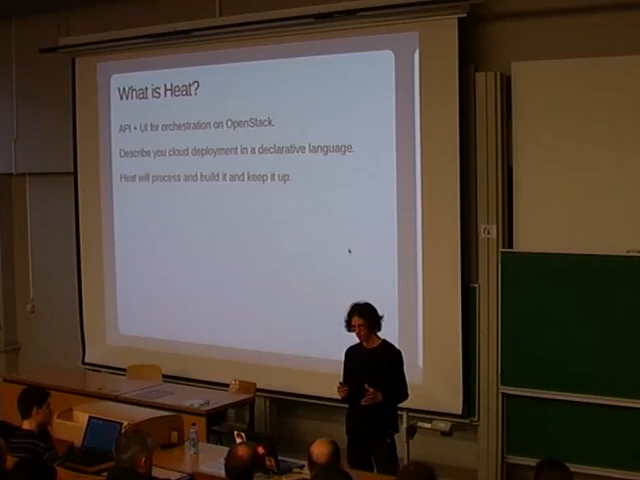 What is Heat?
API + UI for orchestration on OpenStack.
Describe you cloud deployment in a declarative language.
Heat will process and build it and keep it up.